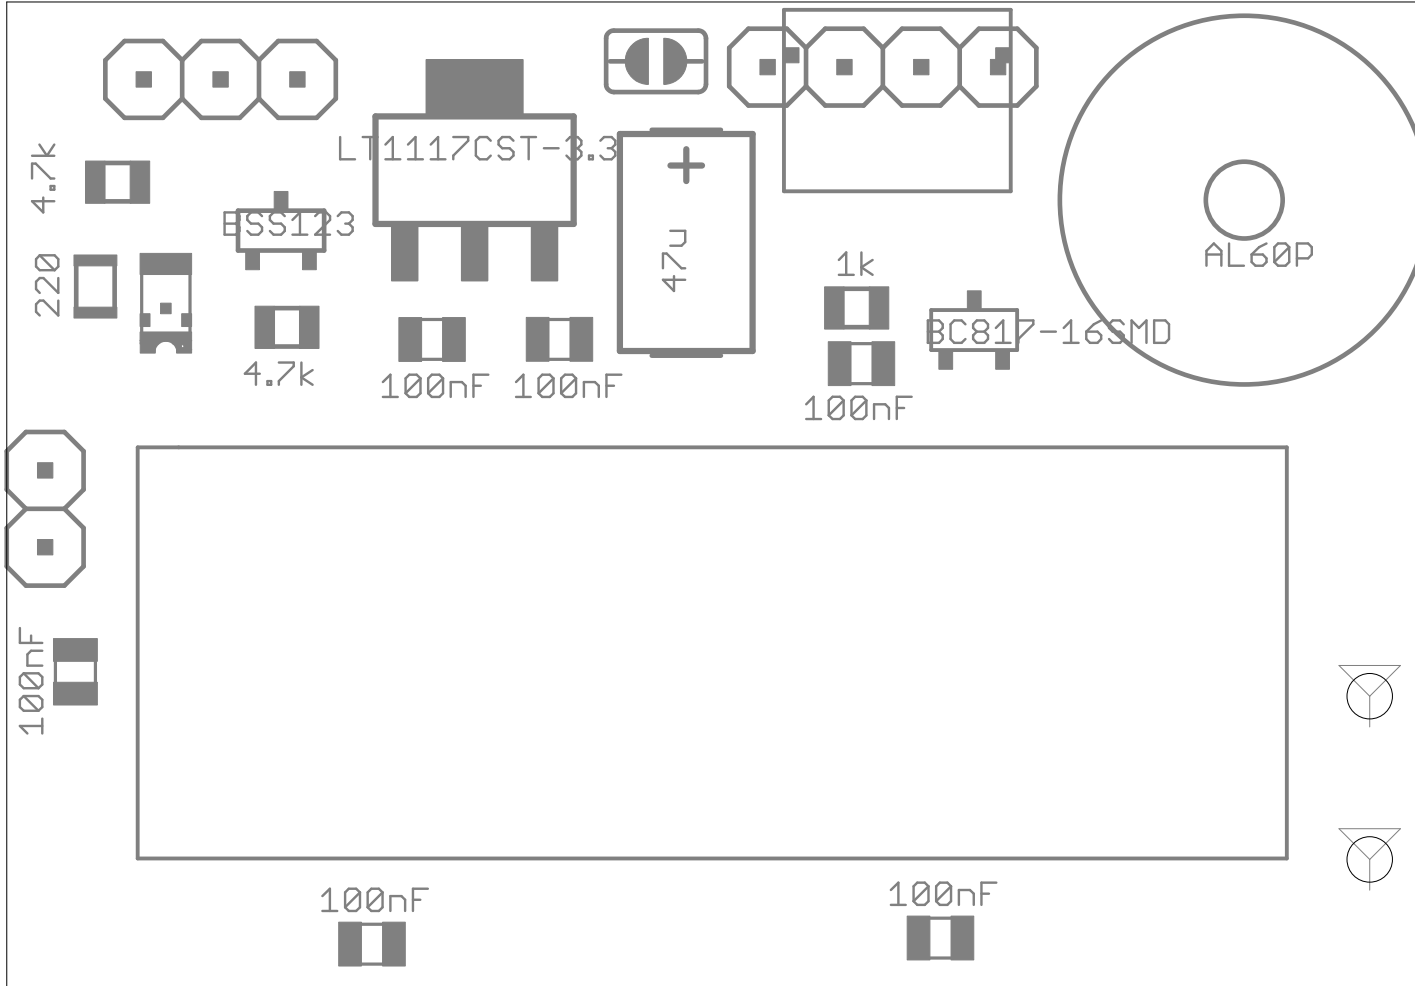 LT1117CST-3.3
4.7k
BSS123
47u
AL60P
220
1k
BC817-16SMD
4.7k
100nF
100nF
100nF
100nF
100nF
100nF